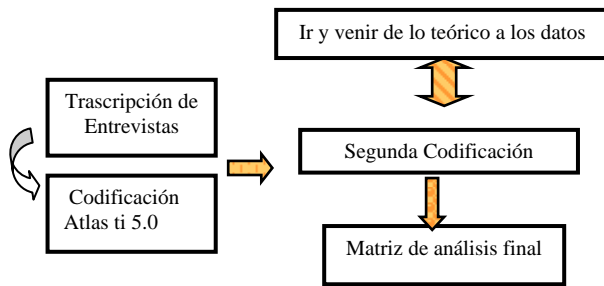 Ir y venir de lo teórico a los datos
Trascripción de
Entrevistas
Segunda Codificación
Codificación
Atlas ti 5.0
Matriz de análisis final